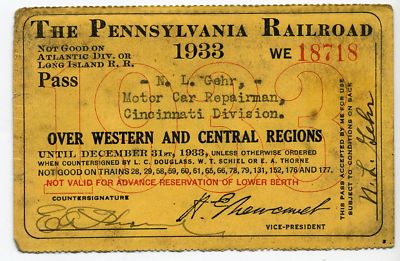 THE PENNSYLVANIA RAILROAD
NOT GOOD ON
ATLANTIC DIV. OR
LONG ISLAND R. R.
1933
WE 18718
Pass
- N. L. Gehr, -
Motor Car Repairman,
Cincinnati Division.
1933
OVER WESTERN AND CENTRAL REGIONS
UNTIL DECEMBER 31ST, 1933, UNLESS OTHERWISE ORDERED
WHEN COUNTERSIGNED BY L. C. DOUGLASS, W. T. SCHIEL OR E. A. THORNE
NOT GOOD ON TRAINS 28, 29, 58, 59, 60, 61, 65, 66, 78, 79, 131, 152, 176 AND 177.
NOT VALID FOR ADVANCE RESERVATION OF LOWER BERTH
COUNTERSIGNATURE
VICE-PRESIDENT
THIS PASS ACCEPTED BY ME FOR USE
SUBJECT TO CONDITIONS ON BACK
N. L. Gehr